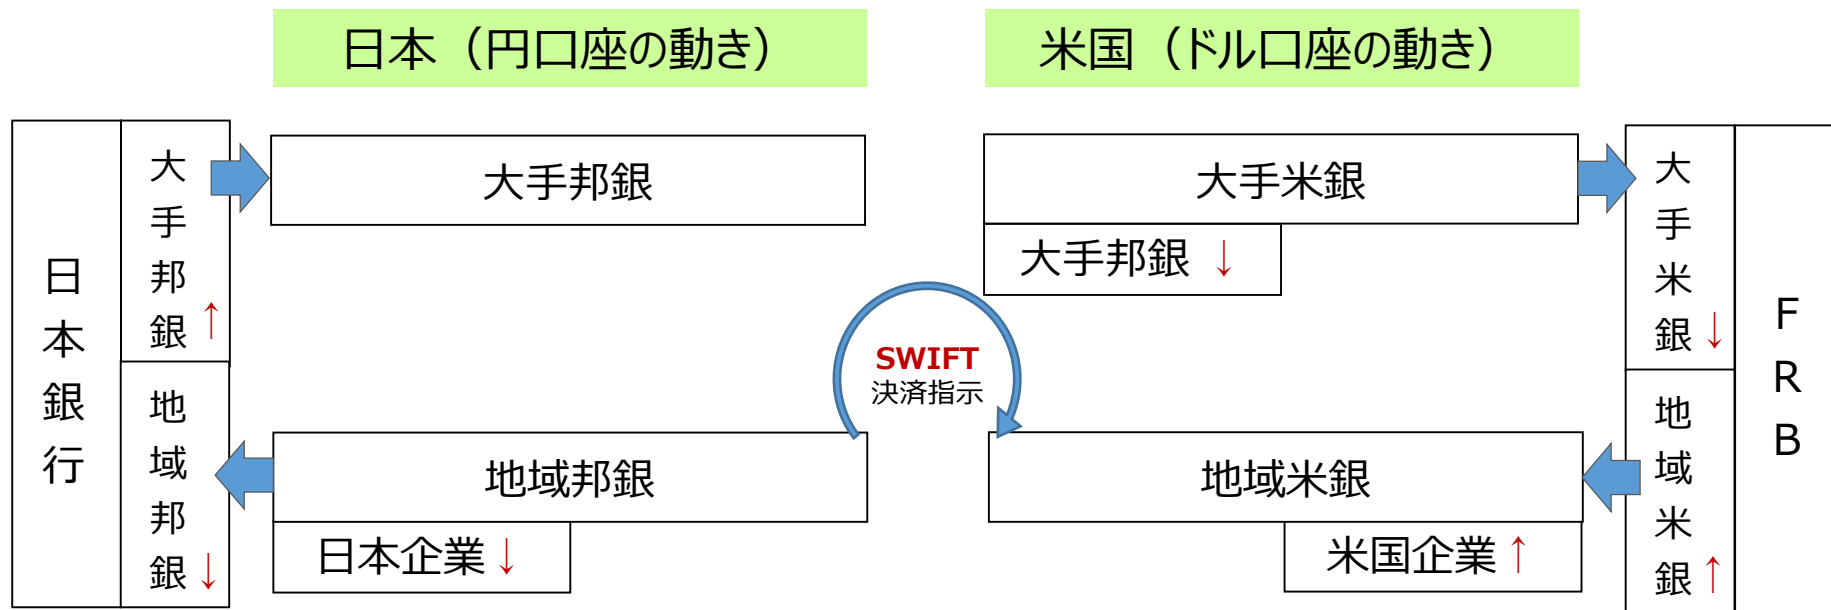 日本（円口座の動き）
米国（ドル口座の動き）
日本銀行
大手邦銀↑
地域邦銀↓
大手邦銀
地域邦銀
日本企業↓
SWIFT
決済指示
大手米銀
大手邦銀 ↓
地域米銀
米国企業↑
大手米銀↓
地域米銀↑
FRB